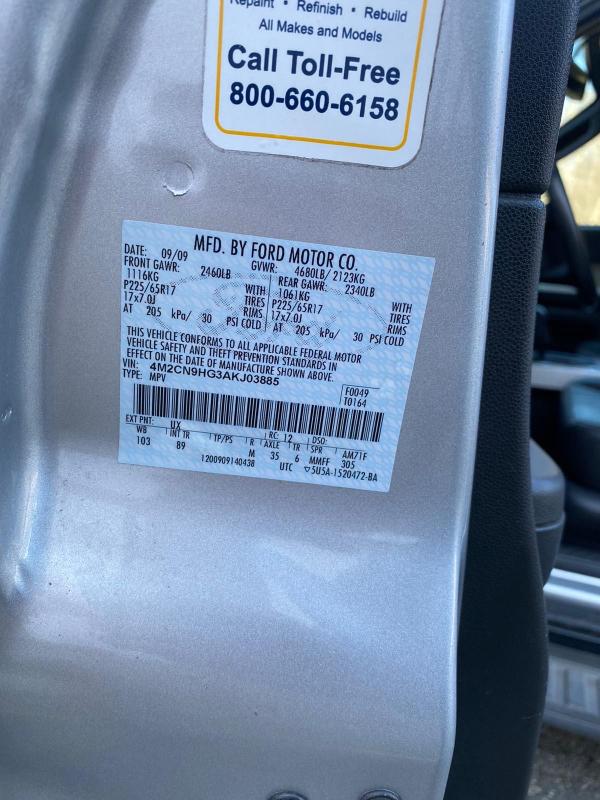 Repaint • Refinish • Rebuild
All Makes and Models
Call Toll-Free
800-660-6158
MFD. BY FORD MOTOR CO.
DATE: 09/09 GVWR: 4680LB/ 2123KG
FRONT GAWR: 2460LB REAR GAWR: 2340LB
1116KG WITH 1061KG WITH
P225/65R17 TIRES P225/65R17 TIRES
17x7.0J RIMS 17x7.0J RIMS
AT 205 kPa/ 30 PSI COLD AT 205 kPa/ 30 PSI COLD
THIS VEHICLE CONFORMS TO ALL APPLICABLE FEDERAL MOTOR
VEHICLE SAFETY AND THEFT PREVENTION STANDARDS IN
EFFECT ON THE DATE OF MANUFACTURE SHOWN ABOVE.
VIN: 4M2CN9HG3AKJ03885 F0049
TYPE: MPV T0164
EXT PNT: UX RC: 12 DSO:
WB INT TR TP/PS R AXLE TR SPR AM71F
103 89 M 35 6 MMFF 305
1200909140438 UTC ▽5U5A-1520472-BA